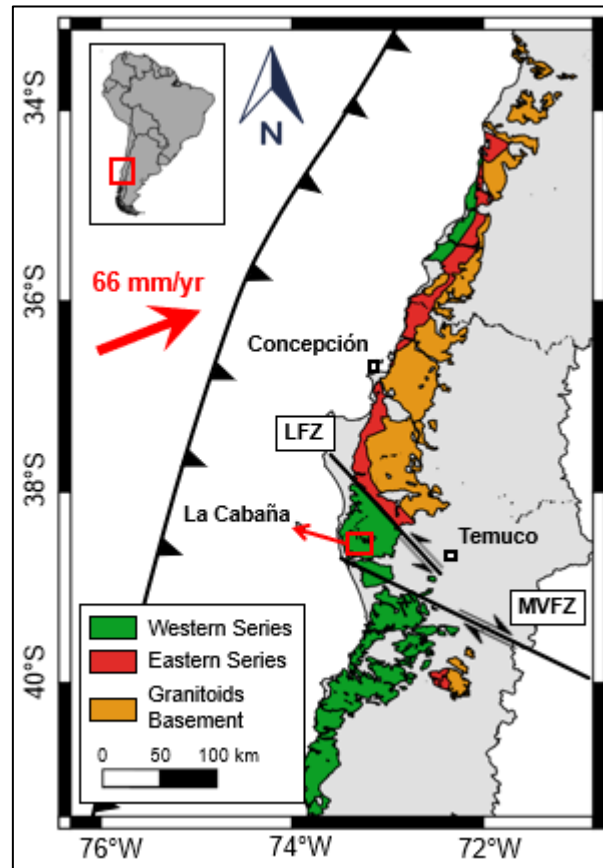 34°S
N
66 mm/yr
36°S
Concepción
LFZ
38°S
La Cabaña
Temuco
MVFZ
Western Series
Eastern Series
Granitoids
Basement
40°S
0 50 100 km
76°W 74°W 72°W